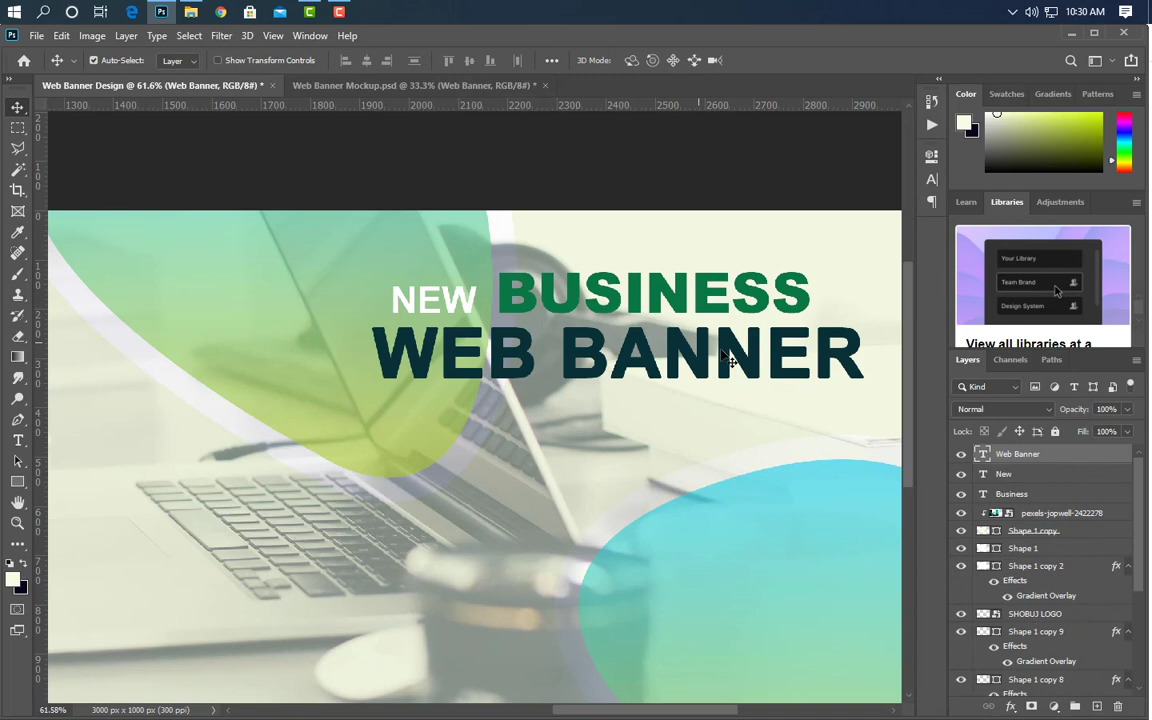 10:30 AM
File Edit Image Layer Type Select Filter 3D View Window Help
Auto-Select: Layer Show Transform Controls 3D Mode:
Web Banner Design @ 61.6% (Web Banner, RGB/8#) * × Web Banner Mockup.psd @ 33.3% (Web Banner, RGB/8#) * ×
1300 1400 1500 1600 1700 1800 1900 2000 2100 2200 2300 2400 2500 2600 2700 2800 2900
Color Swatches Gradients Patterns
Learn Libraries Adjustments
Your Library
Team Brand
Design System
View all libraries at a
NEW BUSINESS
WEB BANNER
Layers Channels Paths
Kind
Normal Opacity: 100%
Lock: Fill: 100%
Web Banner
New
Business
pexels-jopwell-2422278
Shape 1 copy
Shape 1
Shape 1 copy 2 fx
Effects
Gradient Overlay
SHOBUJ LOGO
Shape 1 copy 9 fx
Effects
Gradient Overlay
Shape 1 copy 8 fx
Effects
61.58% 3000 px x 1000 px (300 ppi)